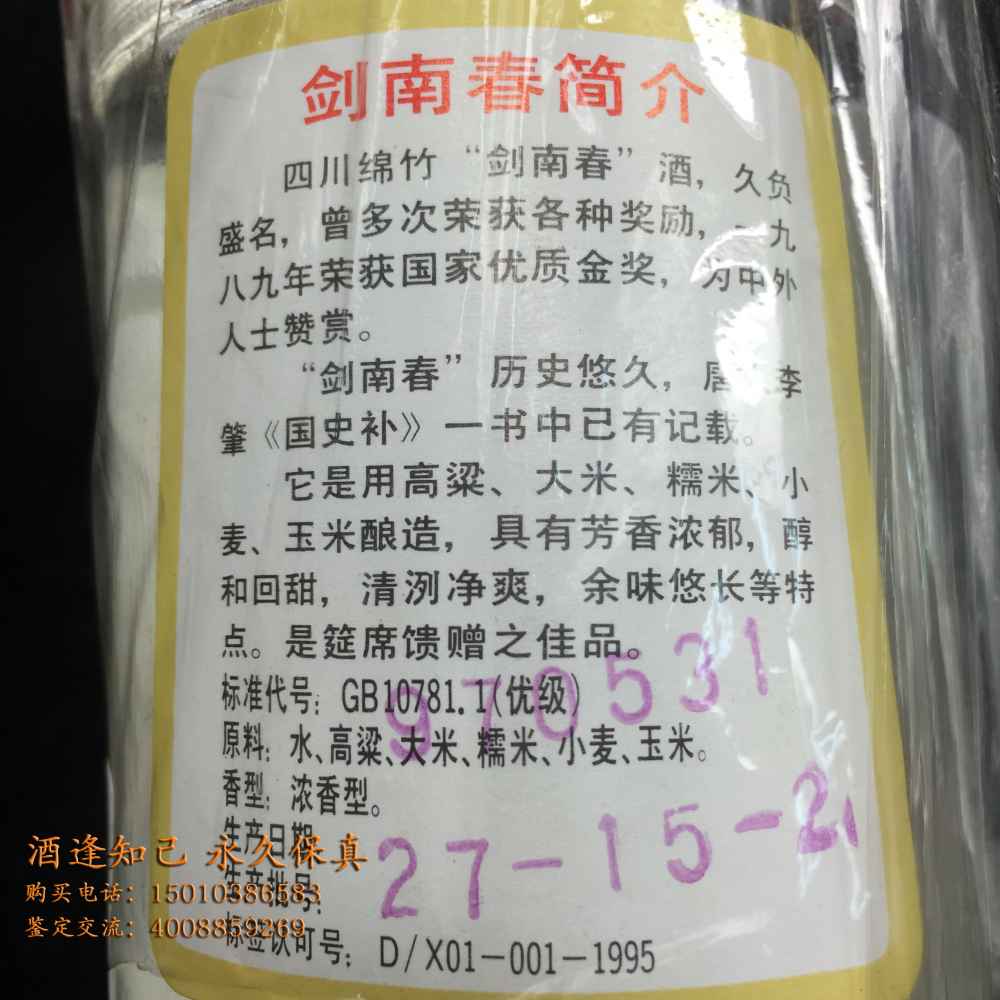 剑南春简介
四川绵竹“剑南春”酒，久负
盛名，曾多次荣获各种奖励，一九
八九年荣获国家优质金奖，为中外
人士赞赏。
“剑南春”历史悠久，唐 李
肇《国史补》一书中已有记载。
它是用高粱、大米、糯米、小
麦、玉米酿造，具有芳香浓郁，醇
和回甜，清洌净爽，余味悠长等特
点。是筵席馈赠之佳品。
970531
标准代号：GB10781.1(优级)
原料：水、高粱、大米、糯米、小麦、玉米。
香型：浓香型。
生产日期
27-15-2
生产批号：
标签认可号：D/X01-001-1995
酒逢知己 永久保真
购买电话：15010386583
鉴定交流：4008859269